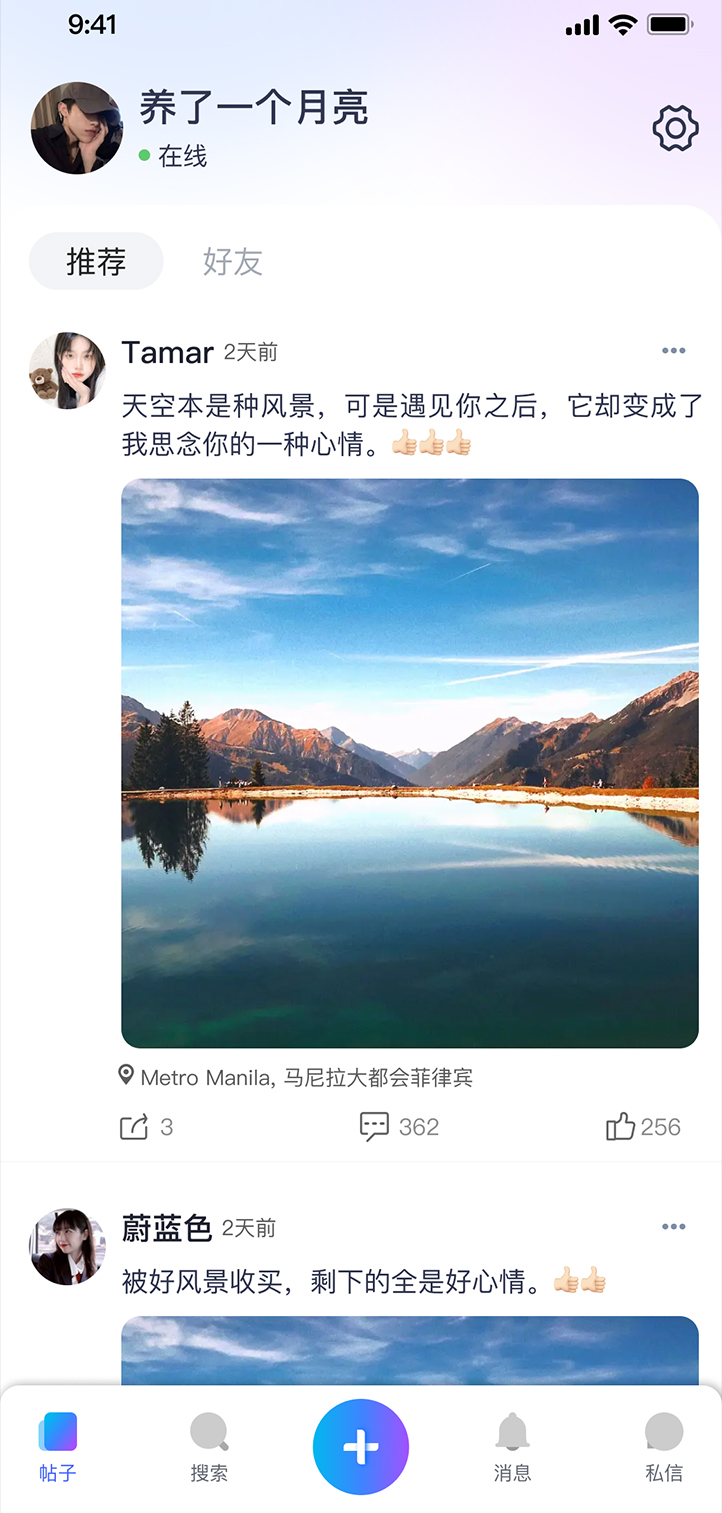 9:41
养了一个月亮
在线
推荐 好友
Tamar 2天前
天空本是种风景，可是遇见你之后，它却变成了
我思念你的一种心情。👍🏻👍🏻👍🏻
Metro Manila, 马尼拉大都会菲律宾
3 362 256
蔚蓝色 2天前
被好风景收买，剩下的全是好心情。👍🏻👍🏻
帖子 搜索 消息 私信